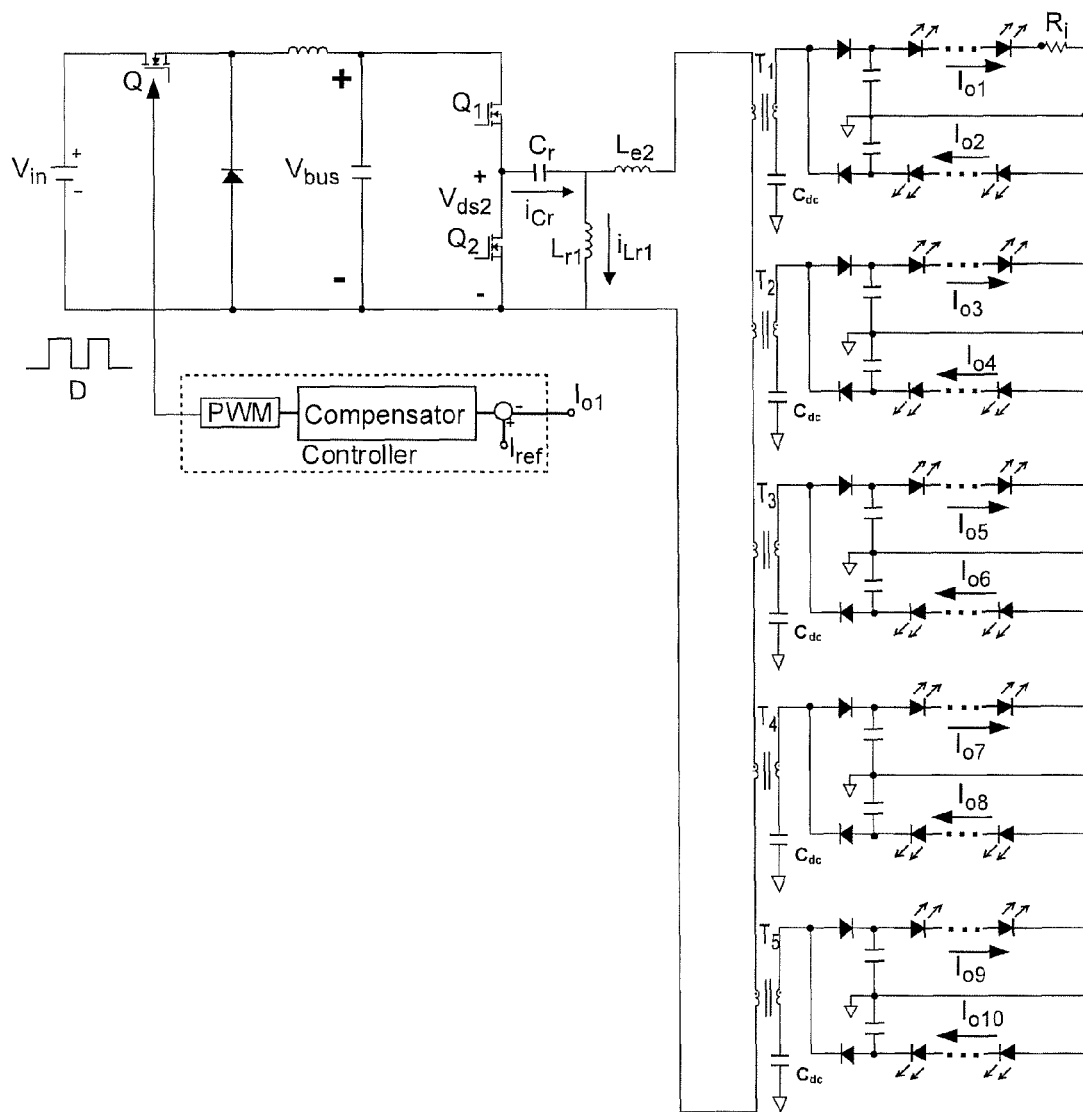 Q
V_in
+
-
+
V_bus
-
Q_1
Q_2
+
V_ds2
-
C_r
i_Cr
L_r1
i_Lr1
L_e2
D
PWM
Compensator
Controller
-
+
I_o1
I_ref
T_1
C_dc
I_o1
R_i
I_o2
T_2
C_dc
I_o3
I_o4
T_3
C_dc
I_o5
I_o6
T_4
C_dc
I_o7
I_o8
T_5
C_dc
I_o9
I_o10